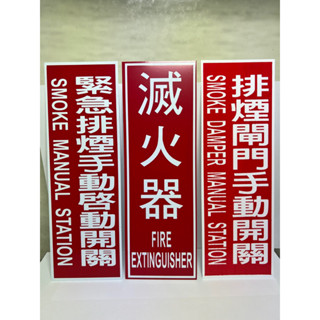 緊急排煙手動啓動開關
SMOKE MANUAL STATION
滅火器
FIRE
EXTINGUISHER
排煙閘門手動開關
SMOKE DAMPER MANUAL STATION